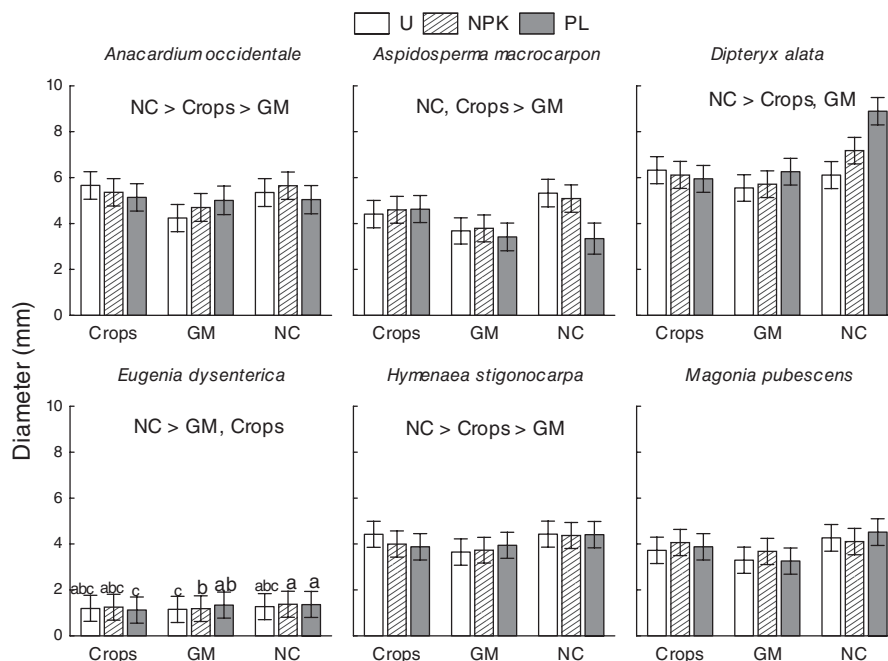 U NPK PL
Anacardium occidentale Aspidosperma macrocarpon Dipteryx alata
10 NC > Crops > GM NC, Crops > GM NC > Crops, GM
8
6
4
2
0
Crops GM NC Crops GM NC Crops GM NC
Diameter (mm)
Eugenia dysenterica Hymenaea stigonocarpa Magonia pubescens
10 NC > GM, Crops NC > Crops > GM
8
6
4
2
abc abc c c b ab abc a a
0
Crops GM NC Crops GM NC Crops GM NC